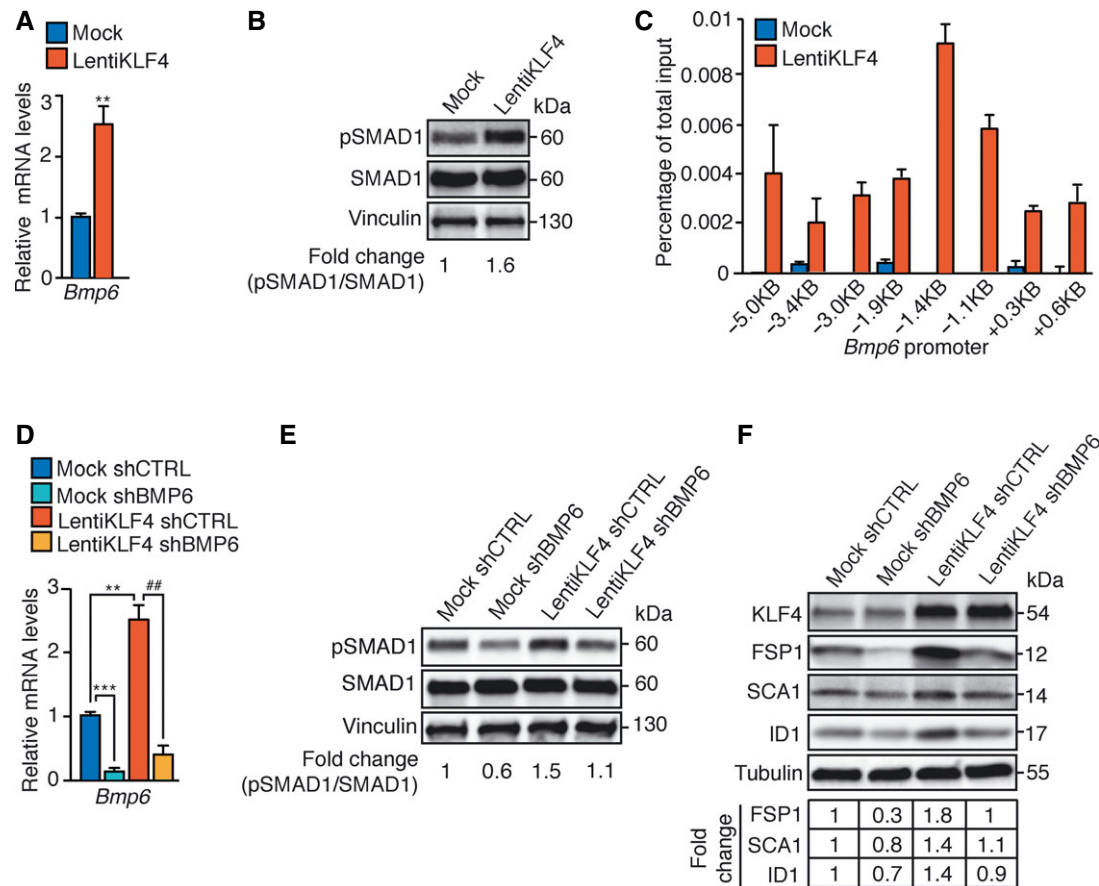 A
Mock
LentiKLF4
Relative mRNA levels
3
2
1
0
**
Bmp6
B
Mock
LentiKLF4
kDa
pSMAD1
60
SMAD1
60
Vinculin
130
Fold change
(pSMAD1/SMAD1)
1 1.6
C
Mock
LentiKLF4
Percentage of total input
0.01
0.008
0.006
0.004
0.002
0
−5.0KB
−3.4KB
−3.0KB
−1.9KB
−1.4KB
−1.1KB
+0.3KB
+0.6KB
Bmp6 promoter
D
Mock shCTRL
Mock shBMP6
LentiKLF4 shCTRL
LentiKLF4 shBMP6
Relative mRNA levels
3
2
1
0
** ##
***
Bmp6
E
Mock shCTRL
Mock shBMP6
LentiKLF4 shCTRL
LentiKLF4 shBMP6
kDa
pSMAD1
60
SMAD1
60
Vinculin
130
Fold change
(pSMAD1/SMAD1)
1 0.6 1.5 1.1
F
Mock shCTRL
Mock shBMP6
LentiKLF4 shCTRL
LentiKLF4 shBMP6
kDa
KLF4
54
FSP1
12
SCA1
14
ID1
17
Tubulin
55
Fold change
FSP1 1 0.3 1.8 1
SCA1 1 0.8 1.4 1.1
ID1 1 0.7 1.4 0.9